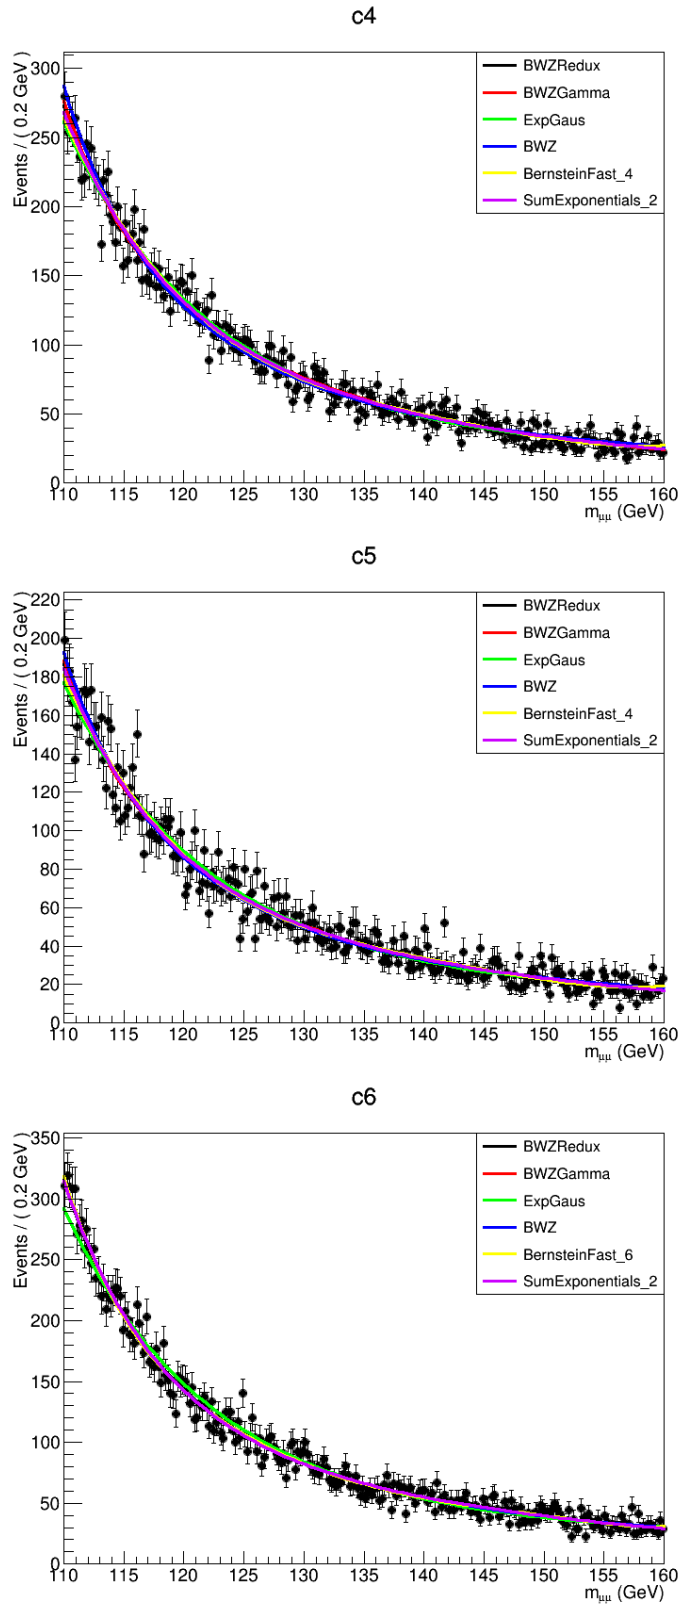 c4
Events / ( 0.2 GeV )
300
250
200
150
100
50
0
BWZRedux
BWZGamma
ExpGaus
BWZ
BernsteinFast_4
SumExponentials_2
110 115 120 125 130 135 140 145 150 155 160
mμμ (GeV)
c5
Events / ( 0.2 GeV )
220
200
180
160
140
120
100
80
60
40
20
0
BWZRedux
BWZGamma
ExpGaus
BWZ
BernsteinFast_4
SumExponentials_2
110 115 120 125 130 135 140 145 150 155 160
mμμ (GeV)
c6
Events / ( 0.2 GeV )
350
300
250
200
150
100
50
0
BWZRedux
BWZGamma
ExpGaus
BWZ
BernsteinFast_6
SumExponentials_2
110 115 120 125 130 135 140 145 150 155 160
mμμ (GeV)